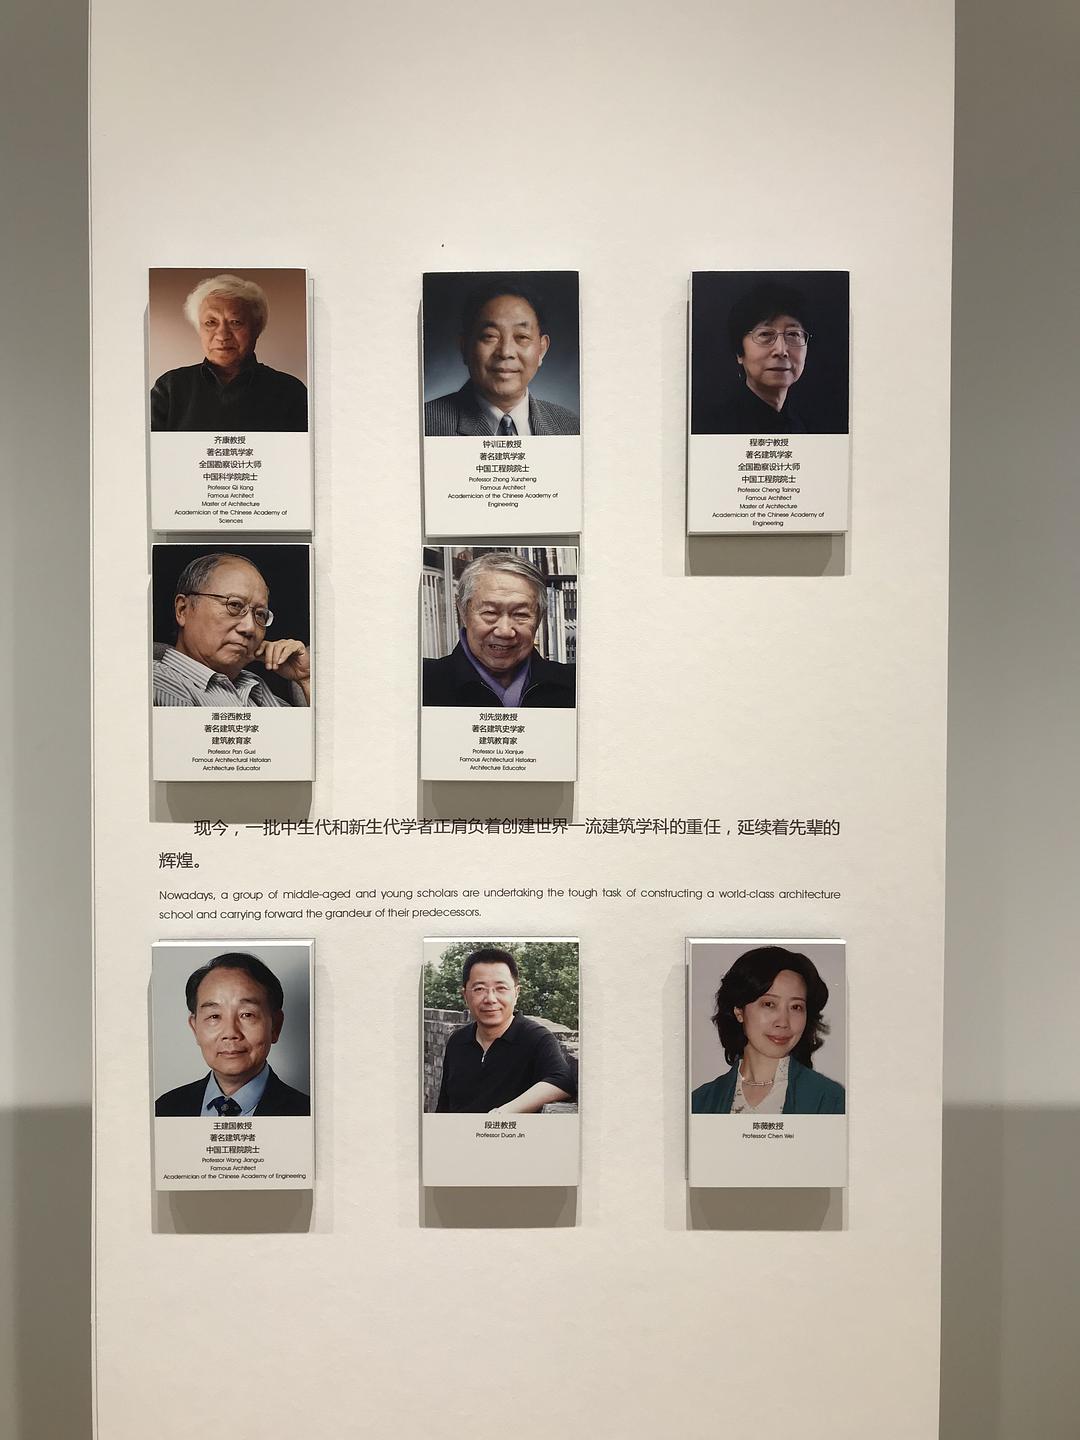 齐康教授
著名建筑学家
全国勘察设计大师
中国科学院院士
Professor Qi Kang
Famous Architect
Master of Architecture
Academician of the Chinese Academy of
Sciences
钟训正教授
著名建筑学家
中国工程院院士
Professor Zhong Xunzheng
Famous Architect
Academician of the Chinese Academy of
Engineering
程泰宁教授
著名建筑学家
全国勘察设计大师
中国工程院院士
Professor Cheng Taining
Famous Architect
Master of Architecture
Academician of the Chinese Academy of
Engineering
潘谷西教授
著名建筑史学家
建筑教育家
Professor Pan Guxi
Famous Architectural Historian
Architecture Educator
刘先觉教授
著名建筑史学家
建筑教育家
Professor Liu Xianjue
Famous Architectural Historian
Architecture Educator
现今，一批中生代和新生代学者正肩负着创建世界一流建筑学科的重任，延续着先辈的
辉煌。
Nowadays, a group of middle-aged and young scholars are undertaking the tough task of constructing a world-class architecture
school and carrying forward the grandeur of their predecessors.
王建国教授
著名建筑学者
中国工程院院士
Professor Wang Jianguo
Famous Architect
Academician of the Chinese Academy of Engineering
段进教授
Professor Duan Jin
陈薇教授
Professor Chen Wei